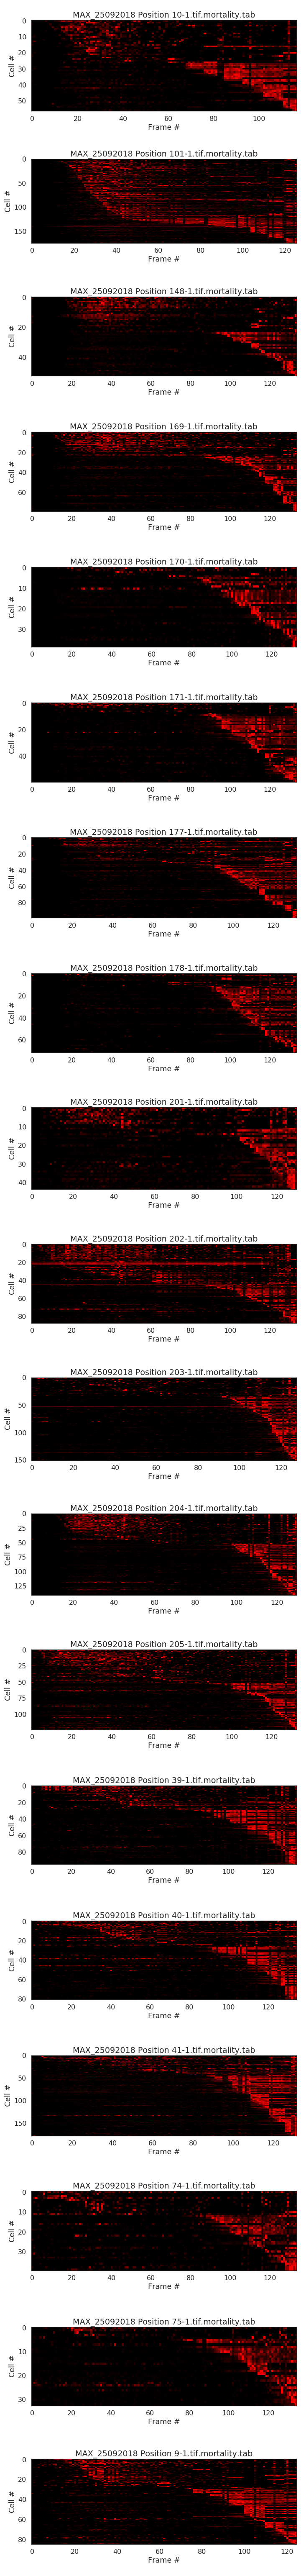 MAX_25092018 Position 10-1.tif.mortality.tab
0
10
20
30
40
50
Cell #
0 20 40 60 80 100
Frame #
MAX_25092018 Position 101-1.tif.mortality.tab
0
50
100
150
Cell #
0 20 40 60 80 100 120
Frame #
MAX_25092018 Position 148-1.tif.mortality.tab
0
20
40
Cell #
0 20 40 60 80 100 120
Frame #
MAX_25092018 Position 169-1.tif.mortality.tab
0
20
40
60
Cell #
0 20 40 60 80 100 120
Frame #
MAX_25092018 Position 170-1.tif.mortality.tab
0
10
20
30
Cell #
0 20 40 60 80 100 120
Frame #
MAX_25092018 Position 171-1.tif.mortality.tab
0
20
40
Cell #
0 20 40 60 80 100 120
Frame #
MAX_25092018 Position 177-1.tif.mortality.tab
0
20
40
60
80
Cell #
0 20 40 60 80 100 120
Frame #
MAX_25092018 Position 178-1.tif.mortality.tab
0
20
40
60
Cell #
0 20 40 60 80 100 120
Frame #
MAX_25092018 Position 201-1.tif.mortality.tab
0
10
20
30
40
Cell #
0 20 40 60 80 100 120
Frame #
MAX_25092018 Position 202-1.tif.mortality.tab
0
20
40
60
80
Cell #
0 20 40 60 80 100 120
Frame #
MAX_25092018 Position 203-1.tif.mortality.tab
0
50
100
150
Cell #
0 20 40 60 80 100 120
Frame #
MAX_25092018 Position 204-1.tif.mortality.tab
0
25
50
75
100
125
Cell #
0 20 40 60 80 100 120
Frame #
MAX_25092018 Position 205-1.tif.mortality.tab
0
25
50
75
100
Cell #
0 20 40 60 80 100 120
Frame #
MAX_25092018 Position 39-1.tif.mortality.tab
0
20
40
60
80
Cell #
0 20 40 60 80 100 120
Frame #
MAX_25092018 Position 40-1.tif.mortality.tab
0
20
40
60
80
Cell #
0 20 40 60 80 100 120
Frame #
MAX_25092018 Position 41-1.tif.mortality.tab
0
50
100
150
Cell #
0 20 40 60 80 100 120
Frame #
MAX_25092018 Position 74-1.tif.mortality.tab
0
10
20
30
Cell #
0 20 40 60 80 100 120
Frame #
MAX_25092018 Position 75-1.tif.mortality.tab
0
10
20
30
Cell #
0 20 40 60 80 100 120
Frame #
MAX_25092018 Position 9-1.tif.mortality.tab
0
20
40
60
80
Cell #
0 20 40 60 80 100 120
Frame #